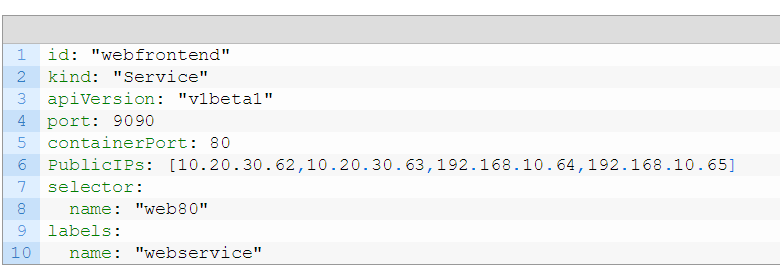 1 id: "webfrontend"
2 kind: "Service"
3 apiVersion: "v1beta1"
4 port: 9090
5 containerPort: 80
6 PublicIPs: [10.20.30.62,10.20.30.63,192.168.10.64,192.168.10.65]
7 selector:
8   name: "web80"
9 labels:
10   name: "webservice"